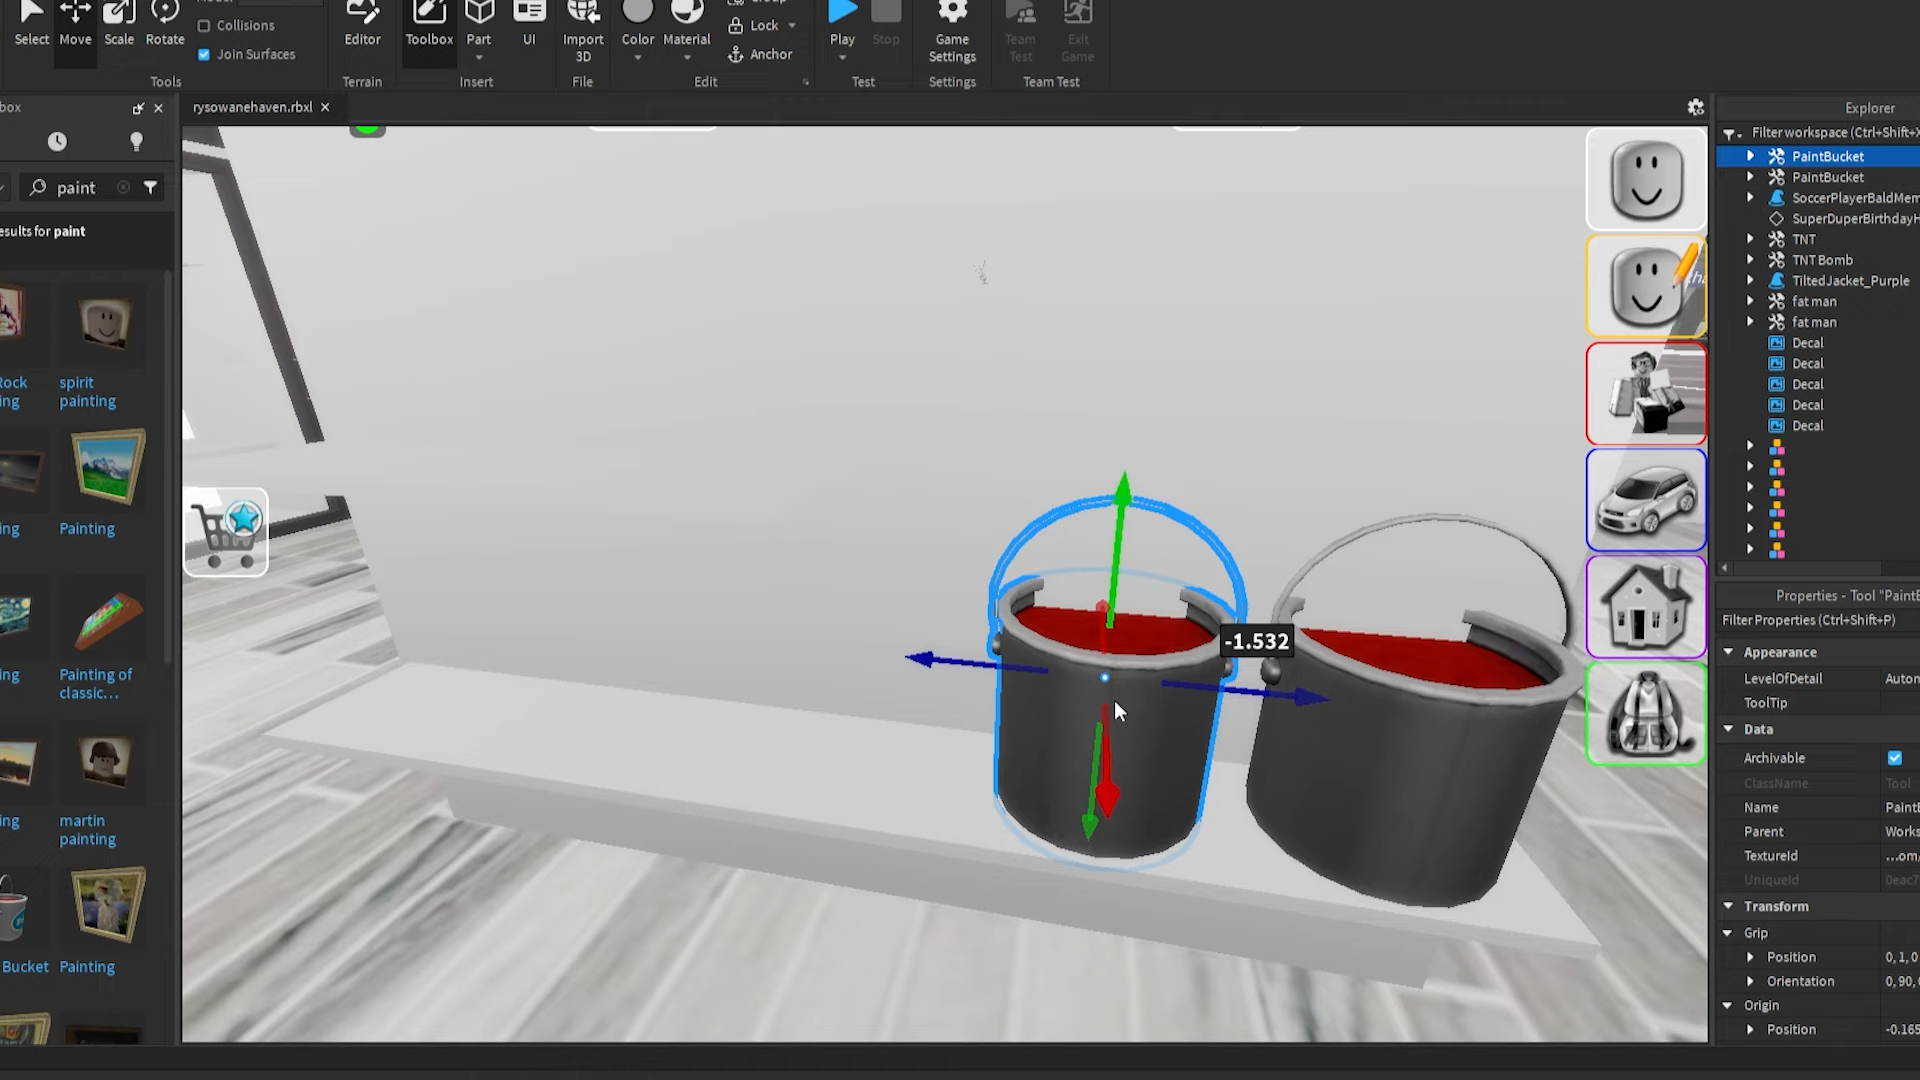 Select
Move
Scale
Rotate
Collisions
Join Surfaces
Tools
Editor
Terrain
Toolbox
Part
UI
Insert
Import
3D
File
Color
Material
Lock
Anchor
Edit
Play
Stop
Test
Game
Settings
Settings
Team
Test
Exit
Game
Team Test
box
rysowanehaven.rbxl
paint
esults for paint
Rock
ing
spirit
painting
ing
Painting
ing
Painting of
classic...
ing
martin
painting
Bucket
Painting
-1.532
Explorer
Filter workspace (Ctrl+Shift+X
PaintBucket
PaintBucket
SoccerPlayerBaldMem
SuperDuperBirthdayH
TNT
TNT Bomb
TiltedJacket_Purple
fat man
fat man
Decal
Decal
Decal
Decal
Decal
Properties - Tool "PaintB
Filter Properties (Ctrl+Shift+P)
Appearance
LevelOfDetail Autom
ToolTip
Data
Archivable
ClassName Tool
Name PaintB
Parent Works
TextureId ...om/
UniqueId 0eac7
Transform
Grip
Position 0, 1, 0
Orientation 0, 90,
Origin
Position -0.165